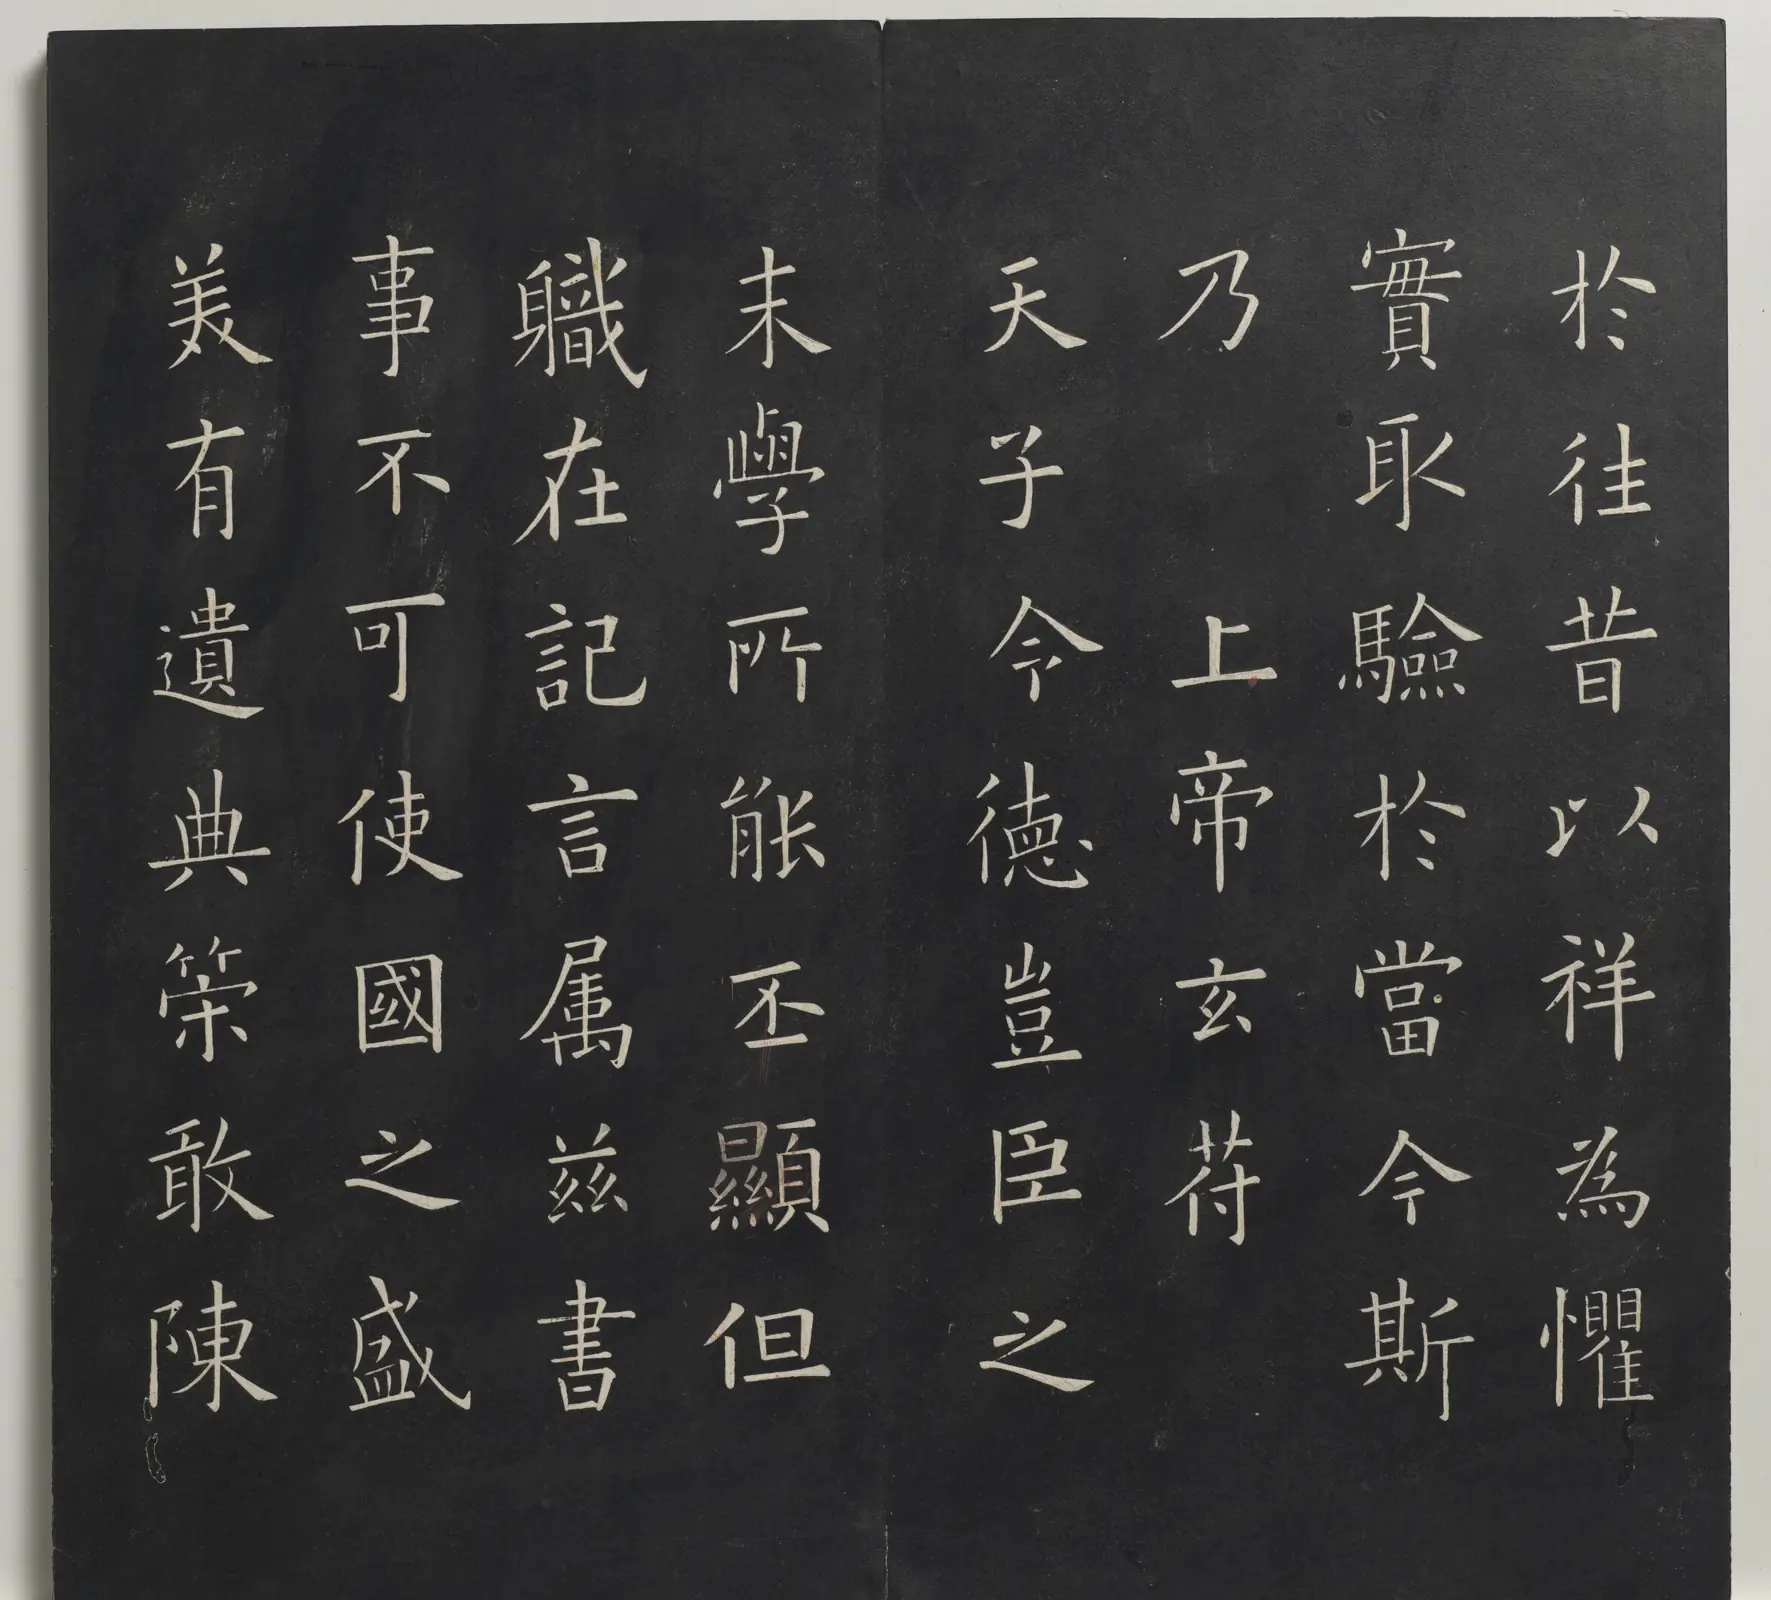 於往昔以祥為懼
實取驗於當今斯
乃上帝玄符
天子令德豈臣之
末學所能丕顯但
職在記言属兹書
事不可使國之盛
美有遺典策敢陳